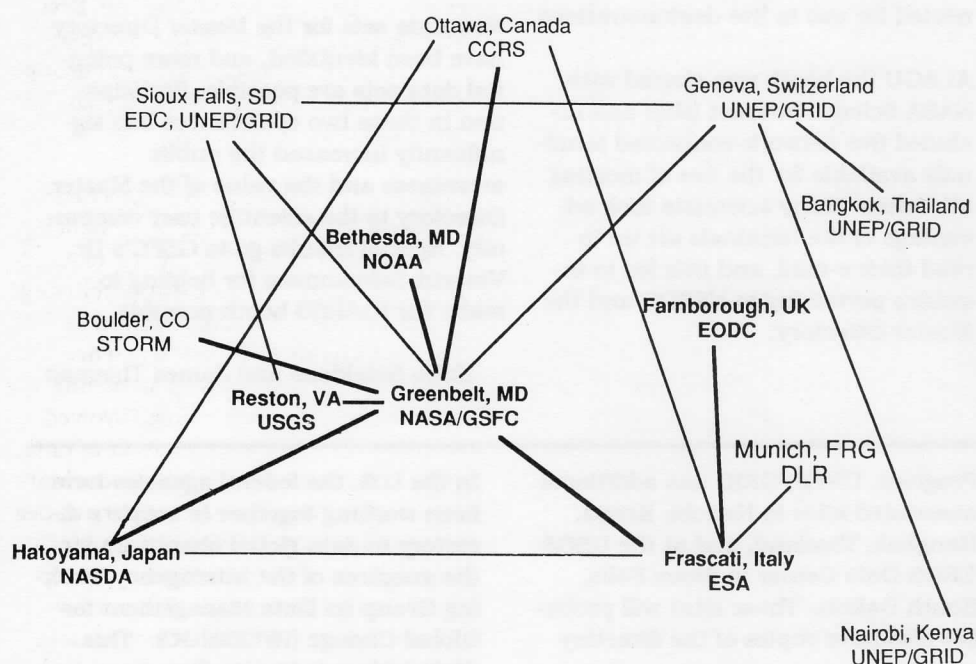 Ottawa, Canada
CCRS
Geneva, Switzerland
UNEP/GRID
Sioux Falls, SD
EDC, UNEP/GRID
Bangkok, Thailand
UNEP/GRID
Bethesda, MD
NOAA
Farnborough, UK
EODC
Boulder, CO
STORM
Reston, VA
USGS
Greenbelt, MD
NASA/GSFC
Munich, FRG
DLR
Hatoyama, Japan
NASDA
Frascati, Italy
ESA
Nairobi, Kenya
UNEP/GRID